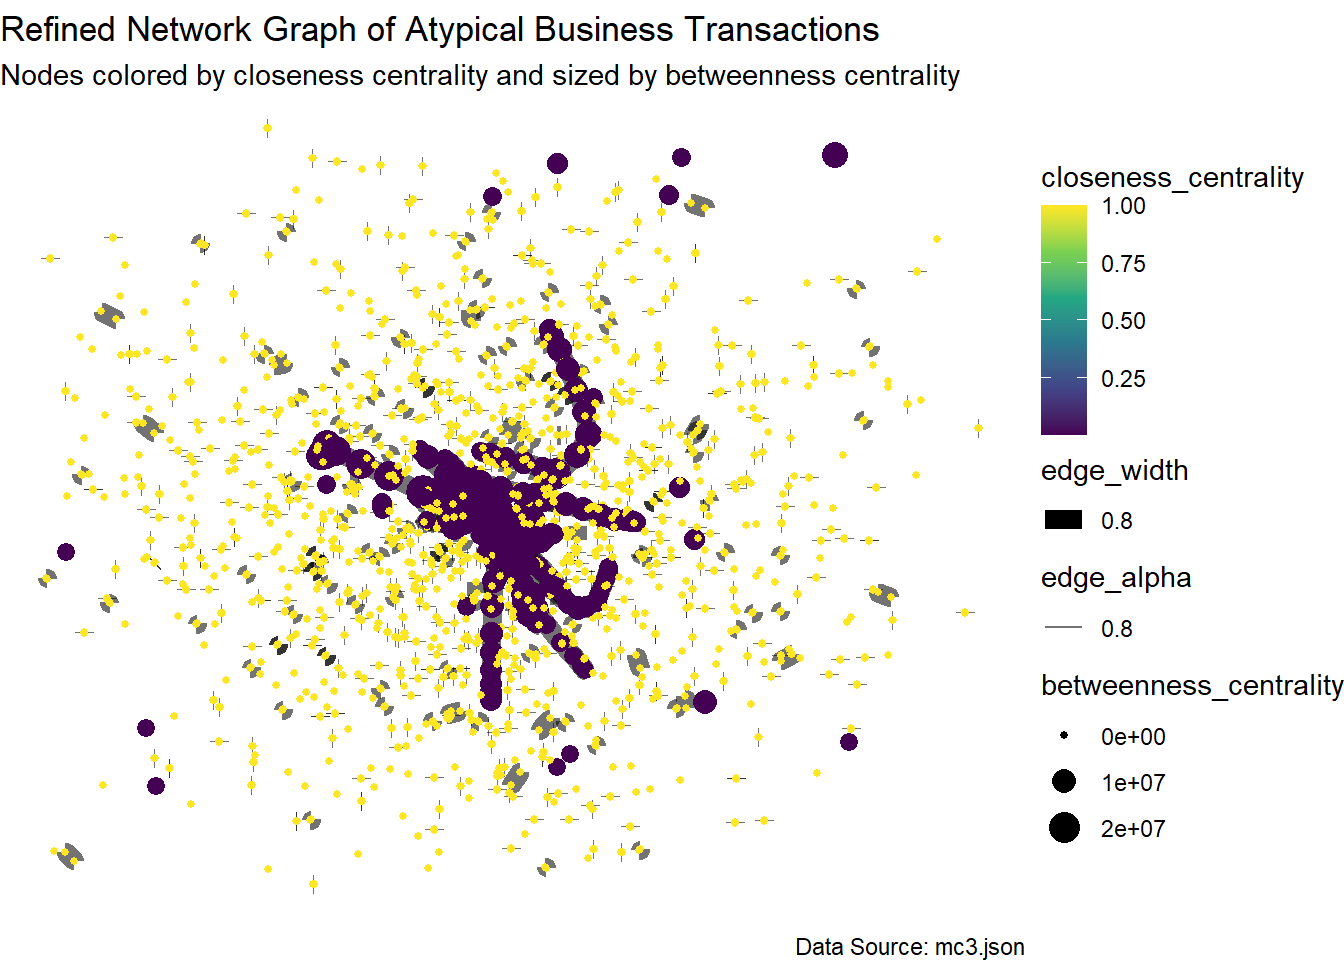 Refined Network Graph of Atypical Business Transactions
Nodes colored by closeness centrality and sized by betweenness centrality
closeness_centrality
1.00
0.75
0.50
0.25
edge_width
0.8
edge_alpha
0.8
betweenness_centrality
0e+00
1e+07
2e+07
Data Source: mc3.json